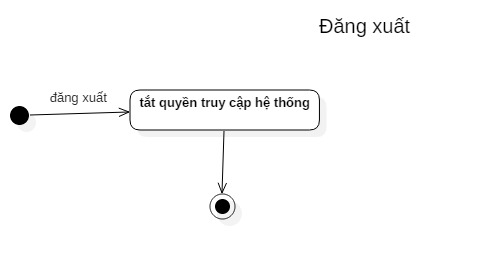 Đăng xuất
đăng xuất
tắt quyền truy cập hệ thống